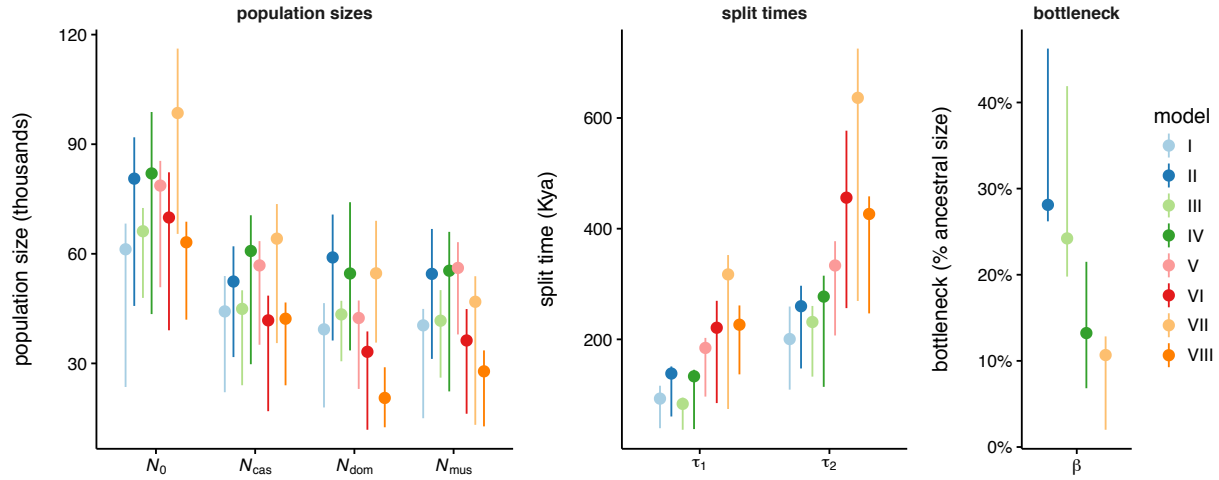 population sizes
population size (thousands)
120
90
60
30
N0
Ncas
Ndom
Nmus
split times
split time (Kya)
600
400
200
τ1
τ2
bottleneck
bottleneck (% ancestral size)
40%
30%
20%
10%
0%
β
model
I
II
III
IV
V
VI
VII
VIII